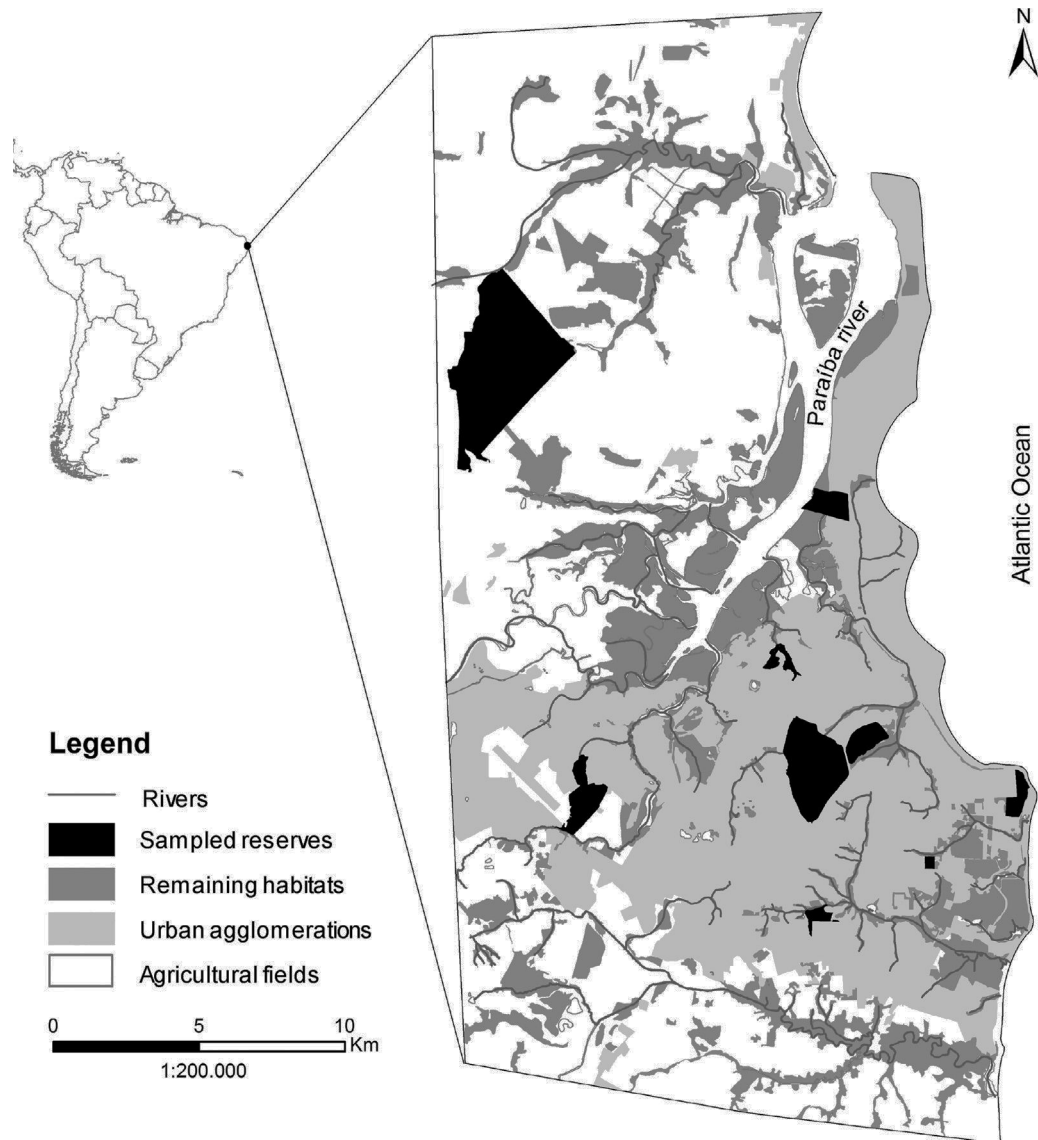 N
Paraíba river
Atlantic Ocean
Legend
Rivers
Sampled reserves
Remaining habitats
Urban agglomerations
Agricultural fields
0 5 10
Km
1:200.000